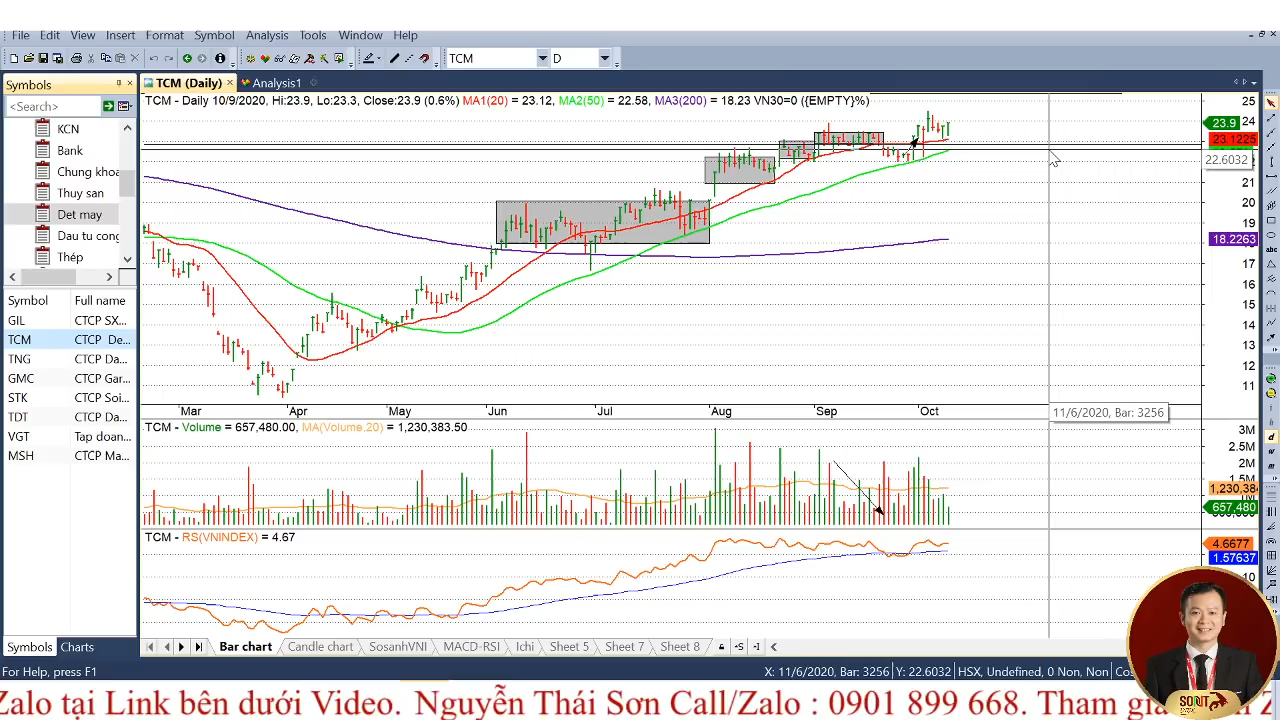 File Edit View Insert Format Symbol Analysis Tools Window Help
TCM D
Symbols
TCM (Daily) Analysis1
<Search>
TCM - Daily 10/9/2020, Hi:23.9, Lo:23.3, Close:23.9 (0.6%) MA1(20) = 23.12, MA2(50) = 22.58, MA3(200) = 18.23 VN30=0 ({EMPTY}%)
KCN
Bank
Chung khoa
Thuy san
Det may
Dau tu cong
Thép
Symbol Full name
GIL CTCP SX...
TCM CTCP De...
TNG CTCP Da...
GMC CTCP Gar...
STK CTCP Soi...
TDT CTCP Da...
VGT Tap doan...
MSH CTCP Ma...
Symbols Charts
25
24
23.9
23.1225
22.6032
21
20
19
18.2263
17
16
15
14
13
12
11
Mar Apr May Jun Jul Aug Sep Oct
11/6/2020, Bar: 3256
TCM - Volume = 657,480.00, MA(Volume,20) = 1,230,383.50
3M
2.5M
2M
1.5M
1,230,384
657,480
TCM - RS(VNINDEX) = 4.67
4.6677
1.57637
10
Bar chart Candle chart SosanhVNI MACD-RSI Ichi Sheet 5 Sheet 7 Sheet 8
For Help, press F1
X: 11/6/2020, Bar: 3256 Y: 22.6032 HSX, Undefined, 0 Non, Non Cos
Zalo tại Link bên dưới Video. Nguyễn Thái Sơn Call/Zalo : 0901 899 668. Tham gia